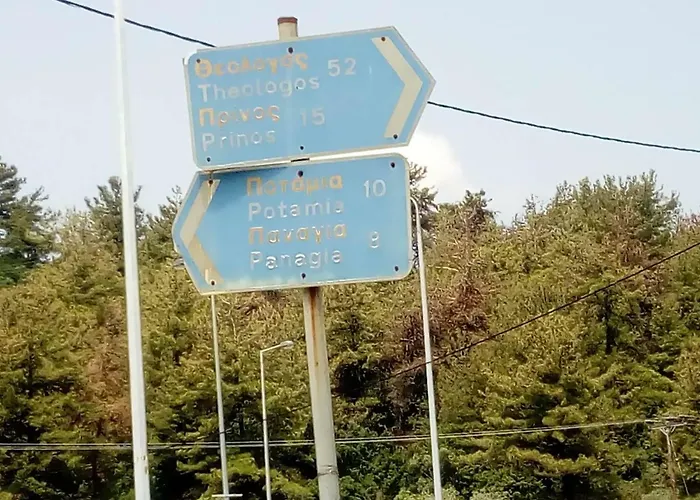 Θεολογος
Theologos 52
Πρινος
Prinos 15
Ποταμια
Potamia 10
Παναγια
Panagia 8